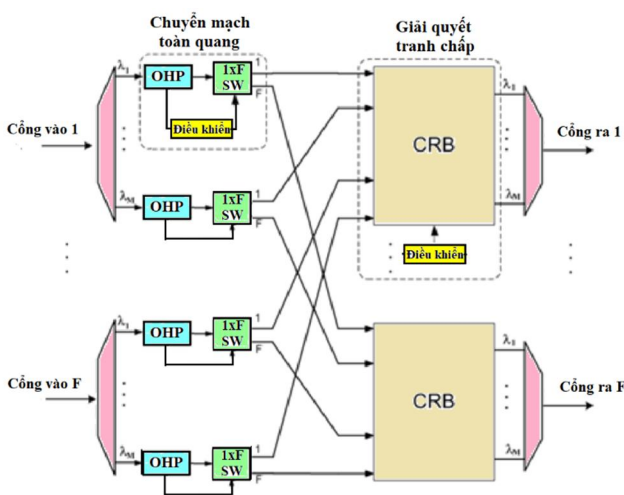 Chuyển mạch
toàn quang
Giải quyết
tranh chấp
λ1
OHP
1xF
SW
1
F
Điều khiển
Cổng vào 1
λM
OHP
1xF
SW
1
F
CRB
Điều khiển
λ1
λM
Cổng ra 1
λ1
OHP
1xF
SW
1
F
Cổng vào F
λM
OHP
1xF
SW
1
F
CRB
λ1
λM
Cổng ra F